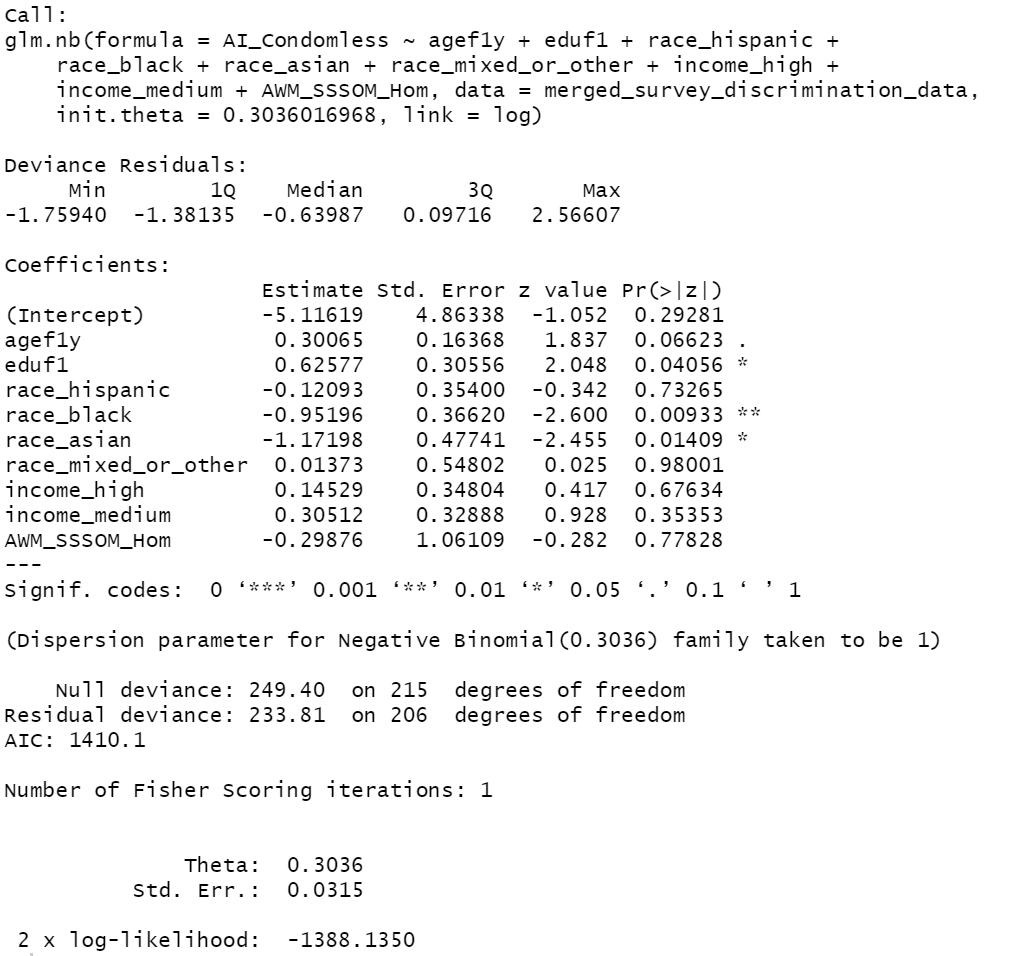 Call:
glm.nb(formula = AI_Condomless ~ agef1y + eduf1 + race_hispanic +
    race_black + race_asian + race_mixed_or_other + income_high +
    income_medium + AWM_SSSOM_Hom, data = merged_survey_discrimination_data,
    init.theta = 0.3036016968, link = log)

Deviance Residuals:
     Min       1Q   Median       3Q      Max
-1.75940  -1.38135  -0.63987   0.09716   2.56607

Coefficients:
                    Estimate Std. Error z value Pr(>|z|)
(Intercept)         -5.11619    4.86338  -1.052  0.29281
agef1y               0.30065    0.16368   1.837  0.06623 .
eduf1                0.62577    0.30556   2.048  0.04056 *
race_hispanic       -0.12093    0.35400  -0.342  0.73265
race_black          -0.95196    0.36620  -2.600  0.00933 **
race_asian          -1.17198    0.47741  -2.455  0.01409 *
race_mixed_or_other  0.01373    0.54802   0.025  0.98001
income_high          0.14529    0.34804   0.417  0.67634
income_medium        0.30512    0.32888   0.928  0.35353
AWM_SSSOM_Hom       -0.29876    1.06109  -0.282  0.77828
---
Signif. codes:  0 ‘***’ 0.001 ‘**’ 0.01 ‘*’ 0.05 ‘.’ 0.1 ‘ ’ 1

(Dispersion parameter for Negative Binomial(0.3036) family taken to be 1)

    Null deviance: 249.40  on 215  degrees of freedom
Residual deviance: 233.81  on 206  degrees of freedom
AIC: 1410.1

Number of Fisher Scoring iterations: 1


              Theta:  0.3036
          Std. Err.:  0.0315

 2 x log-likelihood:  -1388.1350